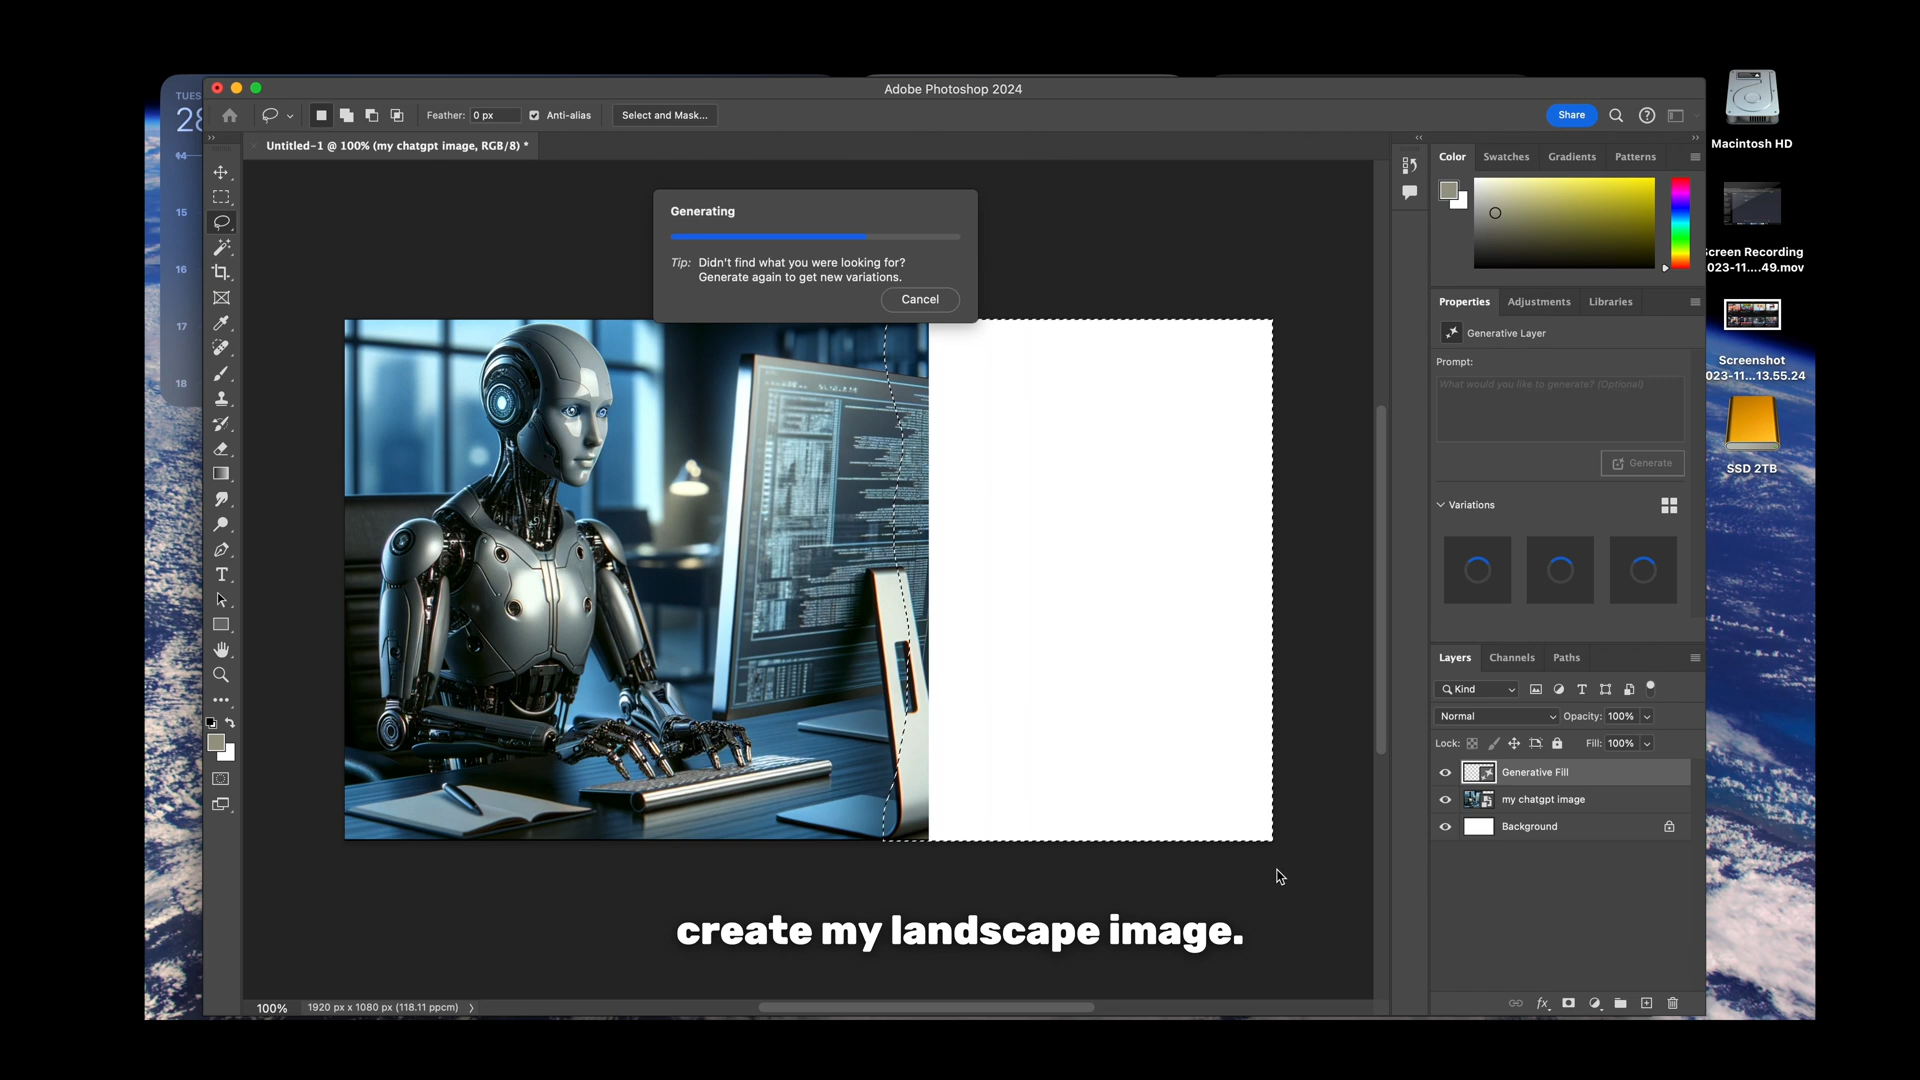 Adobe Photoshop 2024
TUES
28
Feather: 0 px
Anti-alias
Select and Mask...
Share
Untitled-1 @ 100% (my chatgpt image, RGB/8) *
14
15
16
17
18
Generating
Tip: Didn't find what you were looking for?
Generate again to get new variations.
Cancel
Color
Swatches
Gradients
Patterns
Properties
Adjustments
Libraries
Generative Layer
Prompt:
What would you like to generate? (Optional)
Generate
Variations
Layers
Channels
Paths
Kind
Normal
Opacity: 100%
Lock:
Fill: 100%
Generative Fill
my chatgpt image
Background
Macintosh HD
Screen Recording
023-11....49.mov
Screenshot
023-11...13.55.24
SSD 2TB
create my landscape image.
100%
1920 px x 1080 px (118.11 ppcm)